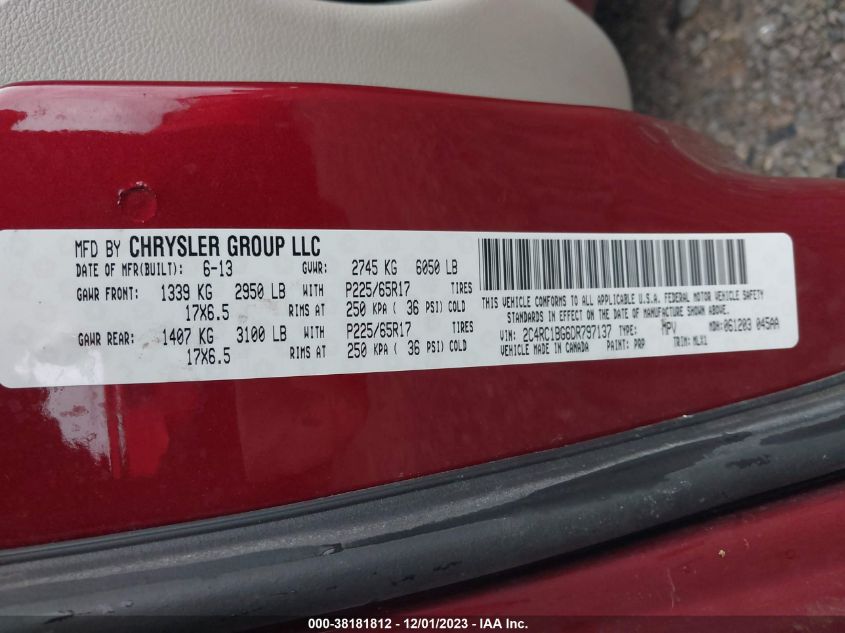 MFD BY CHRYSLER GROUP LLC
DATE OF MFR(BUILT): 6-13 GVWR: 2745 KG 6050 LB
GAWR FRONT: 1339 KG 2950 LB WITH P225/65R17 TIRES
17X6.5 RIMS AT 250 KPA ( 36 PSI) COLD
GAWR REAR: 1407 KG 3100 LB WITH P225/65R17 TIRES
17X6.5 RIMS AT 250 KPA ( 36 PSI) COLD
THIS VEHICLE CONFORMS TO ALL APPLICABLE U.S.A. FEDERAL MOTOR VEHICLE SAFETY
STANDARDS IN EFFECT ON THE DATE OF MANUFACTURE SHOWN ABOVE.
VIN: 2C4RC1BG6DR797137 TYPE: MPV MDH:061203 045AA
VEHICLE MADE IN CANADA PAINT: PRP TRIM: MLX1
000-38181812 - 12/01/2023 - IAA Inc.